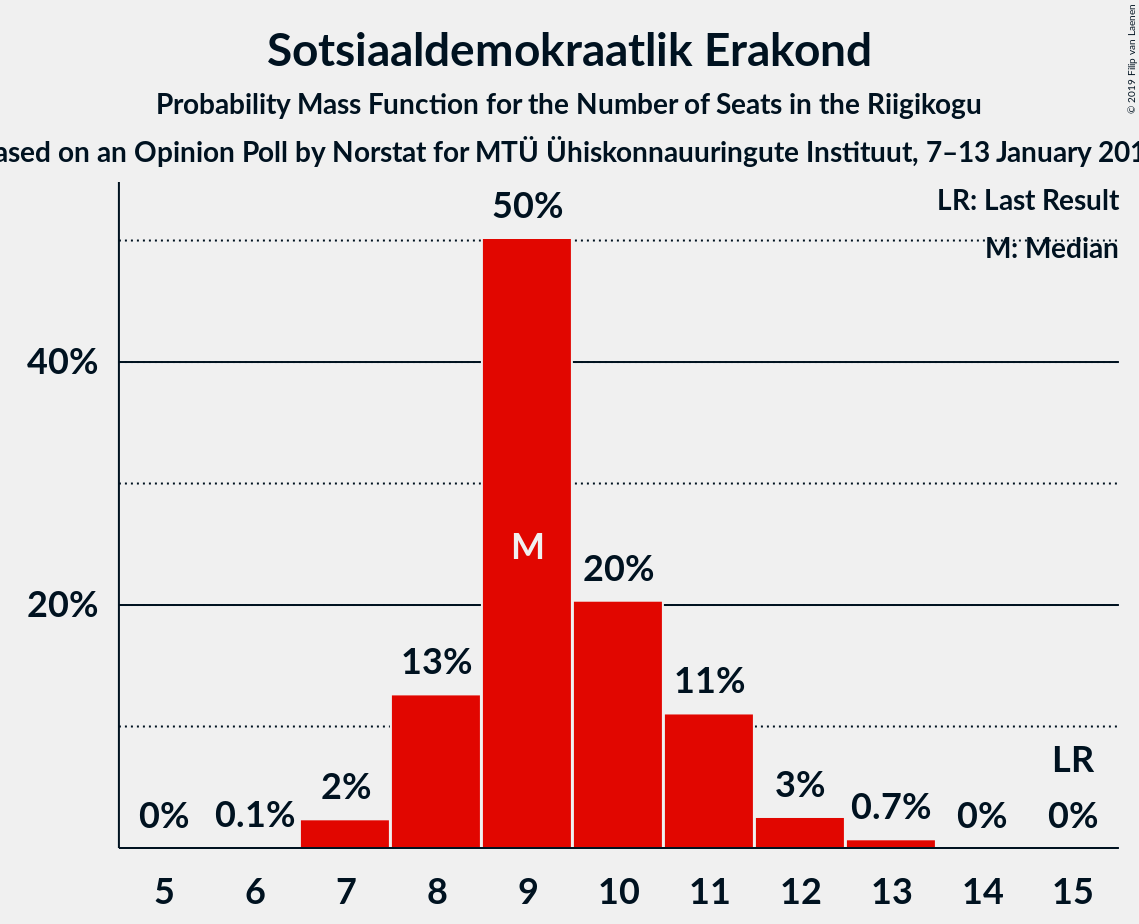 Sotsiaaldemokraatlik Erakond
Probability Mass Function for the Number of Seats in the Riigikogu
ased on an Opinion Poll by Norstat for MTÜ Ühiskonnauuringute Instituut, 7–13 January 201
© 2019 Filip van Laenen
LR: Last Result
M: Median
50%
40%
M
20%
20%
13%
11%
LR
2%
3%
0.7%
0%
0.1%
0%
0%
5 6 7 8 9 10 11 12 13 14 15